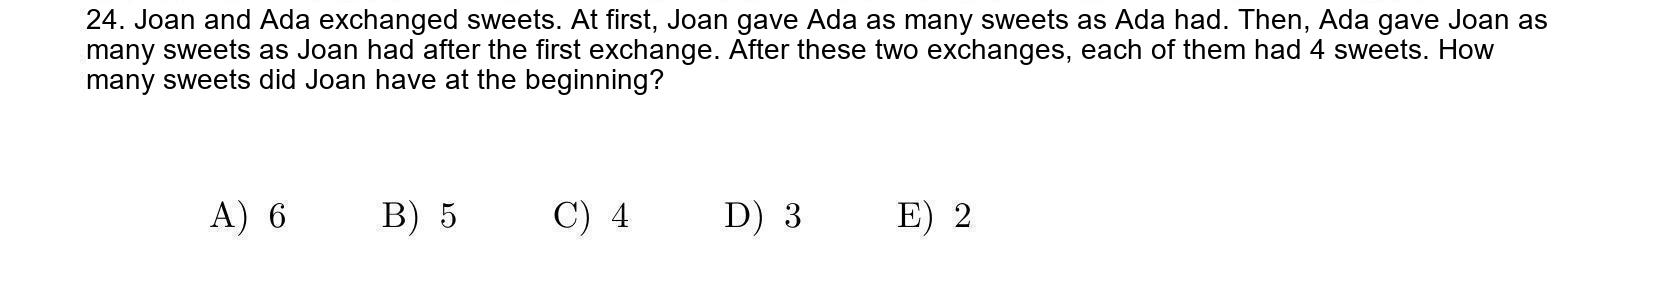 24. Joan and Ada exchanged sweets. At first, Joan gave Ada as many sweets as Ada had. Then, Ada gave Joan as
many sweets as Joan had after the first exchange. After these two exchanges, each of them had 4 sweets. How
many sweets did Joan have at the beginning?
A) 6 B) 5 C) 4 D) 3 E) 2